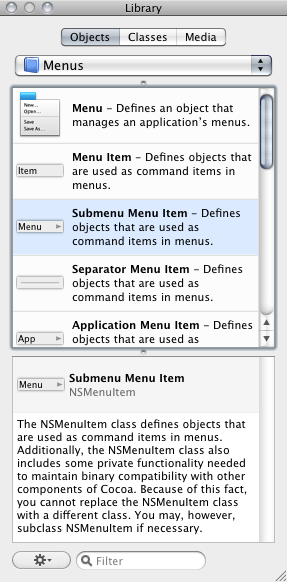 Library
Objects Classes Media
Menus
New...
Open...
Save
Save As...
Menu – Defines an object that
manages an application's menus.
Item
Menu Item – Defines objects that
are used as command items in
menus.
Menu
Submenu Menu Item – Defines
objects that are used as
command items in menus.
Separator Menu Item – Defines
objects that are used as
command items in menus.
App
Application Menu Item – Defines
objects that are used as
Menu
Submenu Menu Item
NSMenuItem
The NSMenuItem class defines objects that
are used as command items in menus.
Additionally, the NSMenuItem class also
includes some private functionality needed
to maintain binary compatibility with other
components of Cocoa. Because of this fact,
you cannot replace the NSMenuItem class
with a different class. You may, however,
subclass NSMenuItem if necessary.
Filter